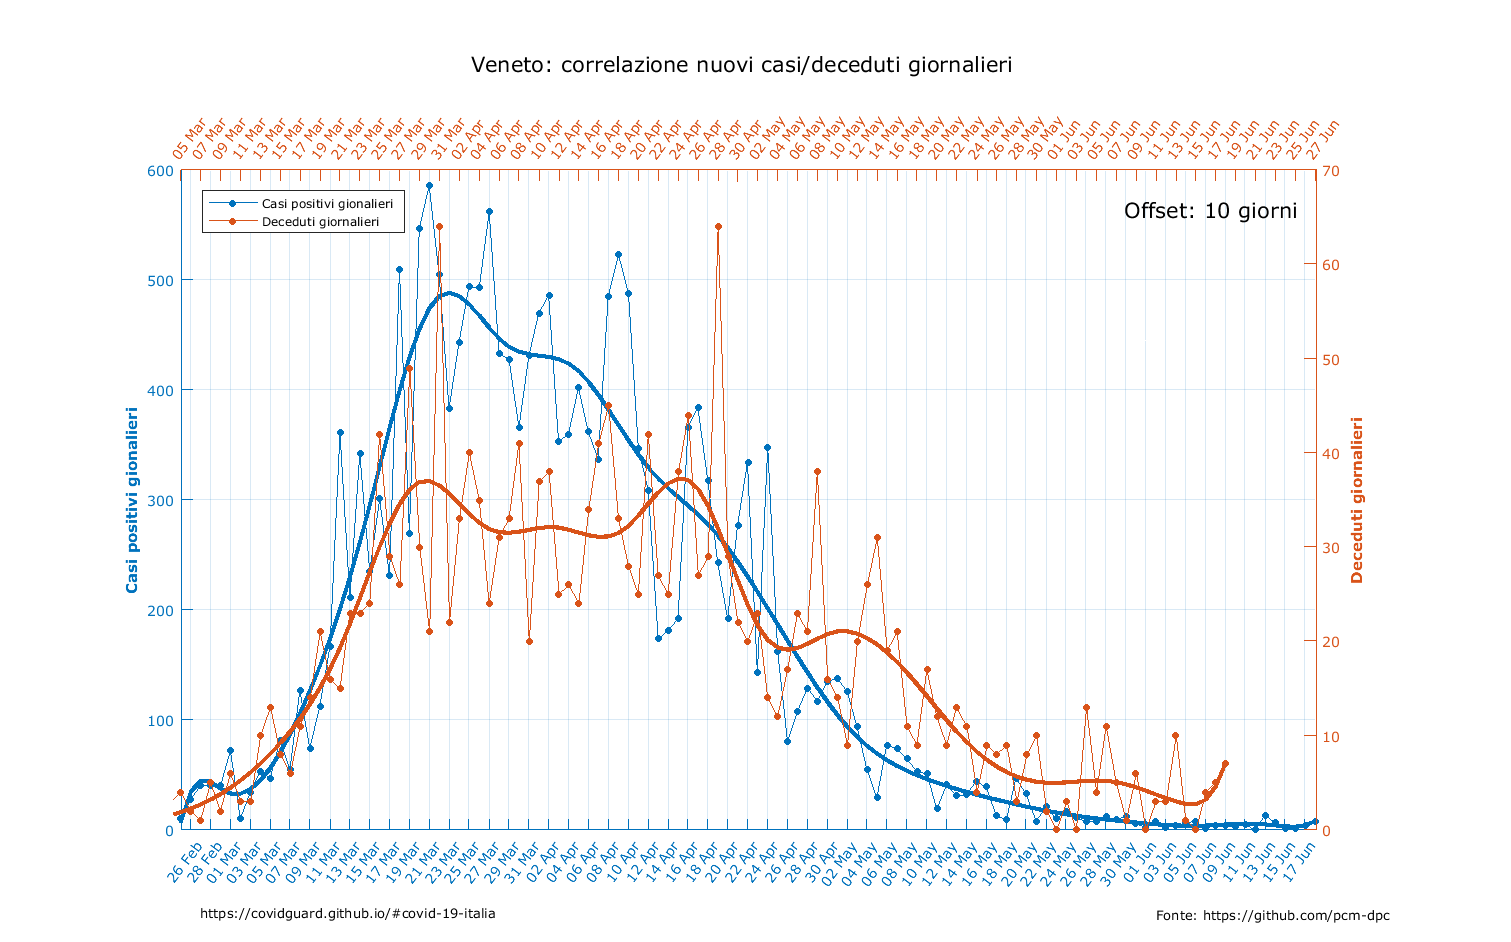 Veneto: correlazione nuovi casi/deceduti giornalieri
05 Mar 07 Mar 09 Mar 11 Mar 13 Mar 15 Mar 17 Mar 19 Mar 21 Mar 23 Mar 25 Mar 27 Mar 29 Mar 31 Mar 02 Apr 04 Apr 06 Apr 08 Apr 10 Apr 12 Apr 14 Apr 16 Apr 18 Apr 20 Apr 22 Apr 24 Apr 26 Apr 28 Apr 30 Apr 02 May 04 May 06 May 08 May 10 May 12 May 14 May 16 May 18 May 20 May 22 May 24 May 26 May 28 May 30 May 01 Jun 03 Jun 05 Jun 07 Jun 09 Jun 11 Jun 13 Jun 15 Jun 17 Jun 19 Jun 21 Jun 23 Jun 25 Jun 27 Jun
600
500
400
300
200
100
0
Casi positivi gionalieri
Casi positivi gionalieri
Deceduti giornalieri
Offset: 10 giorni
70
60
50
40
30
20
10
0
Deceduti giornalieri
26 Feb 28 Feb 01 Mar 03 Mar 05 Mar 07 Mar 09 Mar 11 Mar 13 Mar 15 Mar 17 Mar 19 Mar 21 Mar 23 Mar 25 Mar 27 Mar 29 Mar 31 Mar 02 Apr 04 Apr 06 Apr 08 Apr 10 Apr 12 Apr 14 Apr 16 Apr 18 Apr 20 Apr 22 Apr 24 Apr 26 Apr 28 Apr 30 Apr 02 May 04 May 06 May 08 May 10 May 12 May 14 May 16 May 18 May 20 May 22 May 24 May 26 May 28 May 30 May 01 Jun 03 Jun 05 Jun 07 Jun 09 Jun 11 Jun 13 Jun 15 Jun 17 Jun
https://covidguard.github.io/#covid-19-italia
Fonte: https://github.com/pcm-dpc